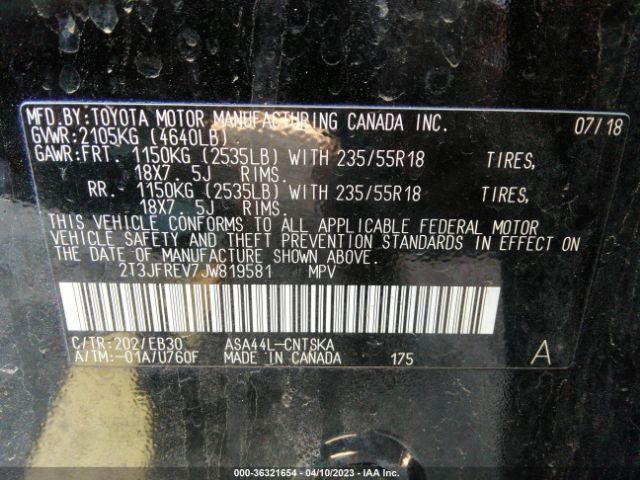 MFD.BY:TOYOTA MOTOR MANUFACTURING CANADA INC. 07/18
GVWR:2105KG (4640LB)
GAWR:FRT. 1150KG (2535LB) WITH 235/55R18 TIRES,
18X7. 5J RIMS.
RR. 1150KG (2535LB) WITH 235/55R18 TIRES,
18X7. 5J RIMS.
THIS VEHICLE CONFORMS TO ALL APPLICABLE FEDERAL MOTOR
VEHICLE SAFETY AND THEFT PREVENTION STANDARDS IN EFFECT ON
THE DATE OF MANUFACTURE SHOWN ABOVE.
2T3JFREV7JW819581 MPV
C/TR:202/EB30 ASA44L-CNTSKA
A/TM:-01A/U760F MADE IN CANADA 175 A
000-36321654 - 04/10/2023 - IAA Inc.